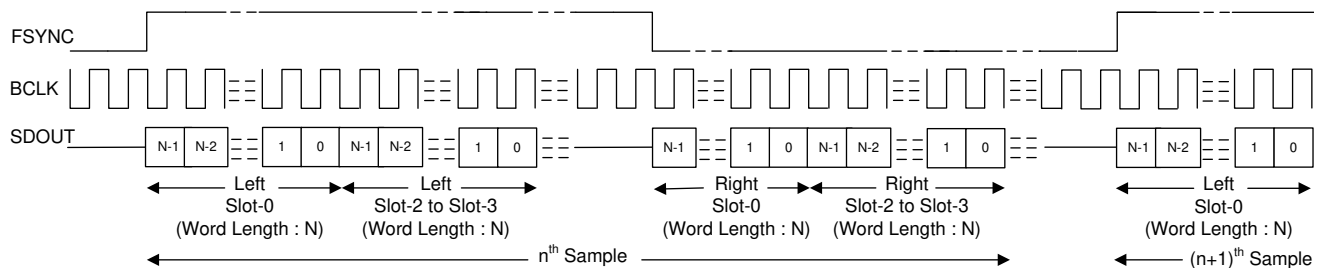 FSYNC
BCLK
SDOUT
N-1 N-2 1 0 N-1 N-2 1 0 N-1 1 0 N-1 N-2 1 0 N-1 N-2 1 0
Left Left Right Right Left
Slot-0 Slot-2 to Slot-3 Slot-0 Slot-2 to Slot-3 Slot-0
(Word Length : N) (Word Length : N) (Word Length : N) (Word Length : N) (Word Length : N)
nth Sample (n+1)th Sample